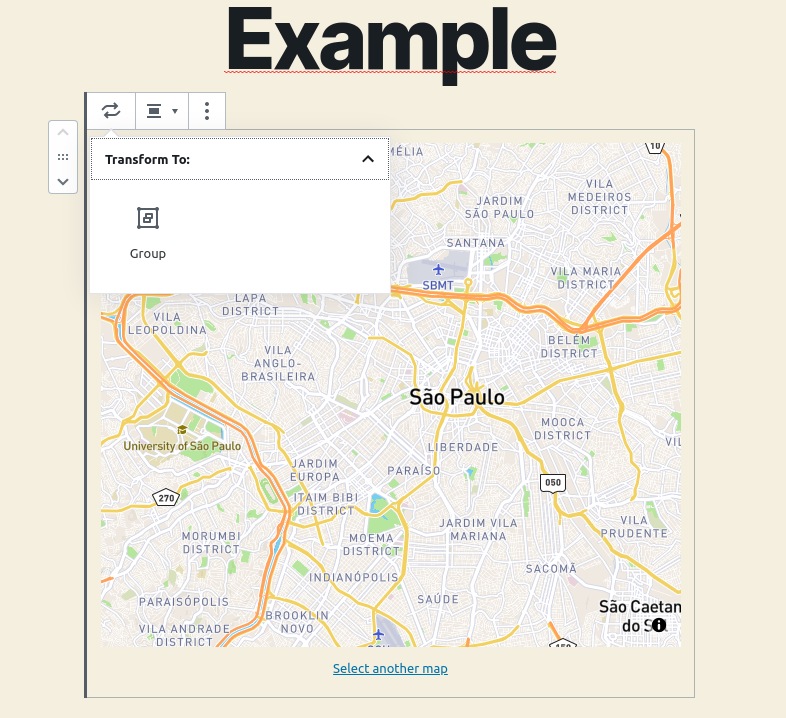 Example
Transform To:
Group
10
JARDIM
SÃO PAULO
VILA
MEDEIROS
DISTRICT
SANTANA
SBMT
VILA MARIA
DISTRICT
LAPA
DISTRICT
VILA
LEOPOLDINA
BELÉM
DISTRICT
VILA
ANGLO-
BRASILEIRA
São Paulo
MOOCA
DISTRICT
University of São Paulo
LIBERDADE
JARDIM
EUROPA
PARAÍSO
050
270
ITAIM BIBI
DISTRICT
JARDIM VILA
MARIANA
VILA
PRUDENTE
MORUMBI
DISTRICT
MOEMA
DISTRICT
SACOMÃ
INDIANÓPOLIS
PARAISÓPOLIS
SAÚDE
São Caetan
do S
BROOKLIN
NOVO
VILA ANDRADE
DISTRICT
Select another map